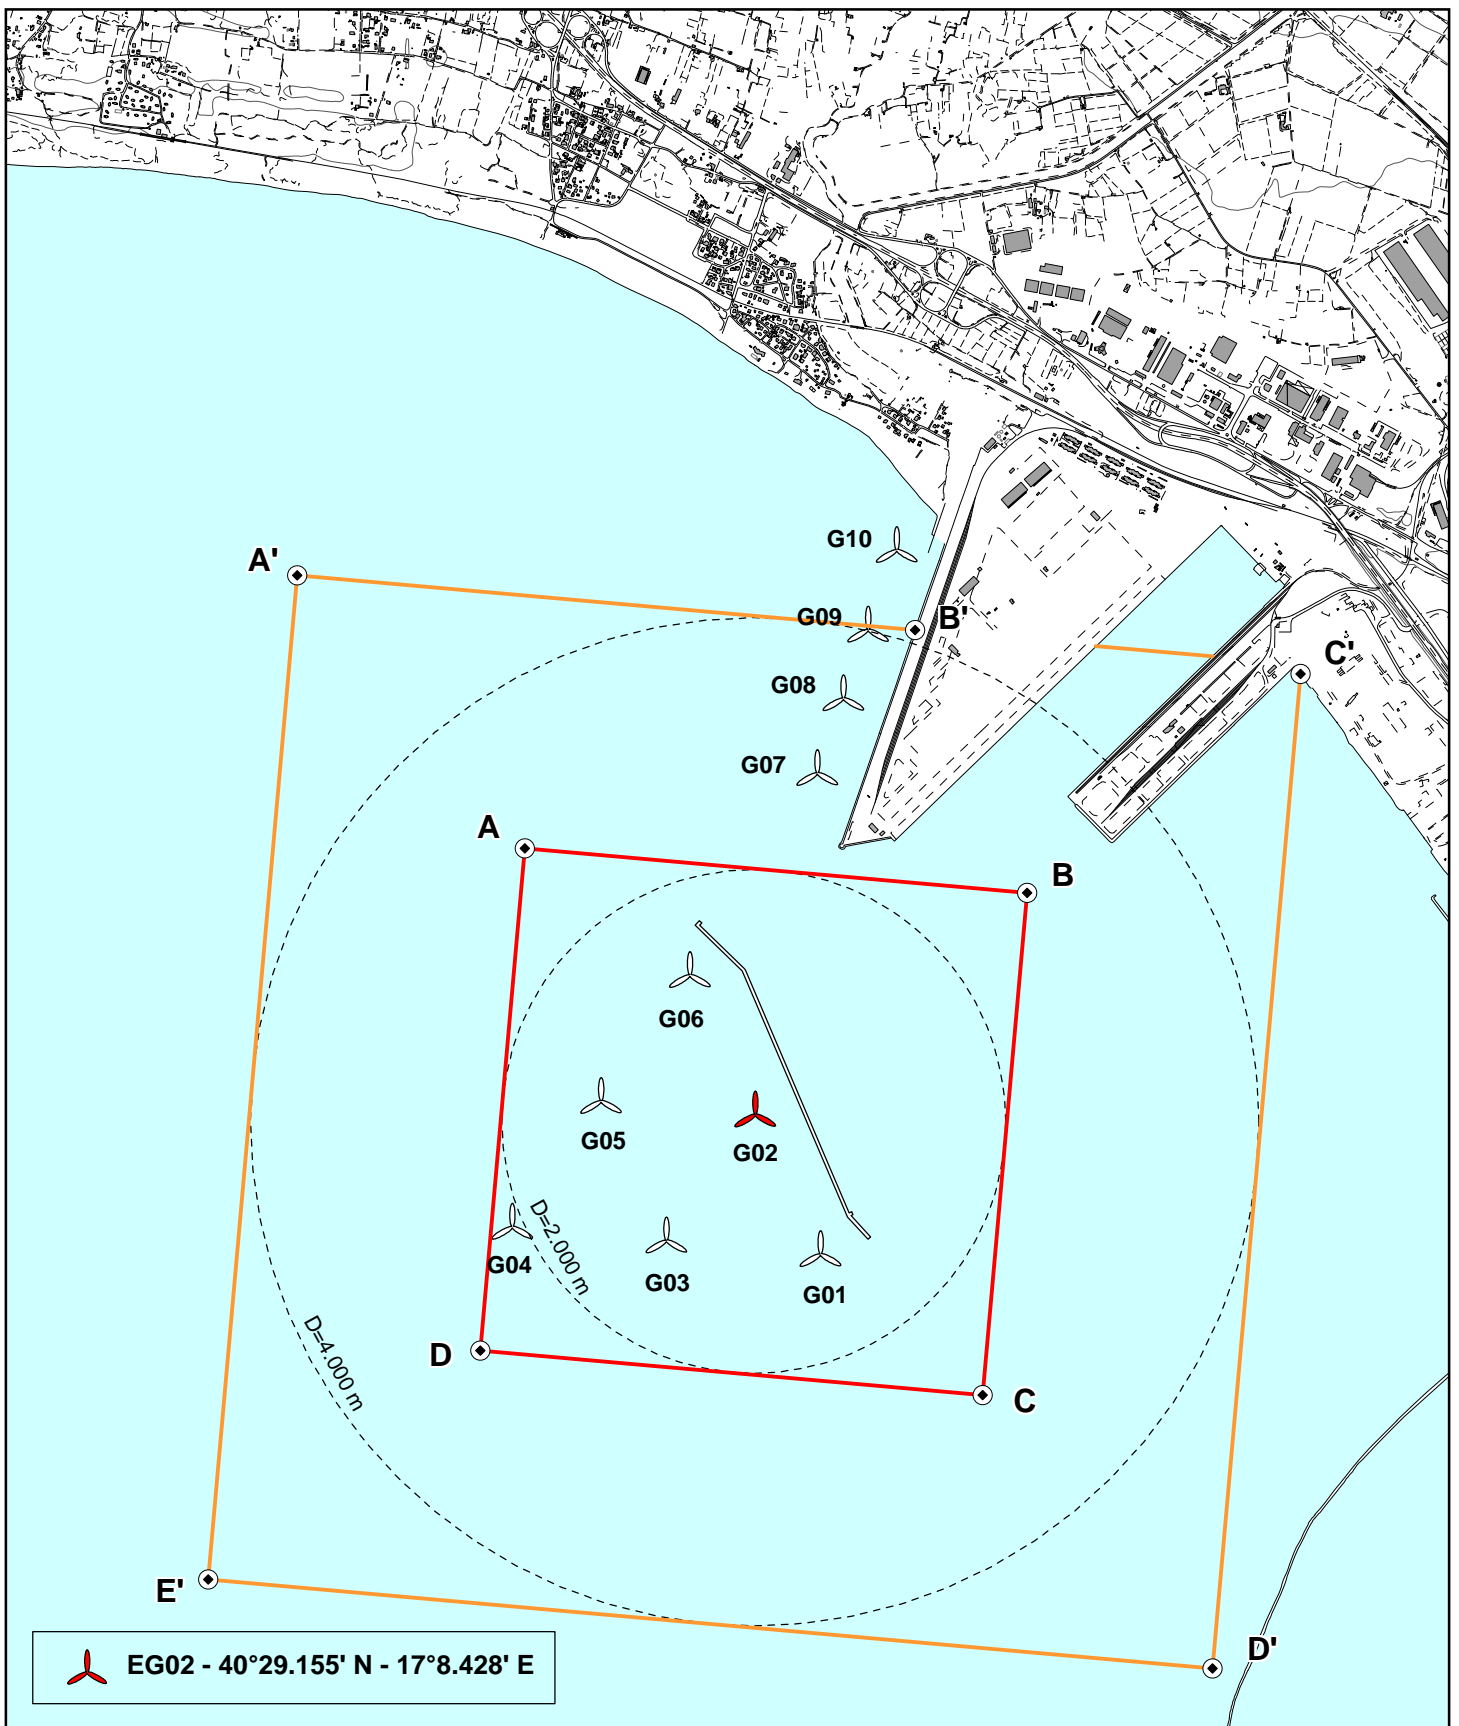 G10
A'
G09
B'
C'
G08
G07
A
B
G06
G05
G02
D=2.000 m
G04
G03
G01
D=4.000 m
D
C
E'
D'
EG02 - 40°29.155' N - 17°8.428' E